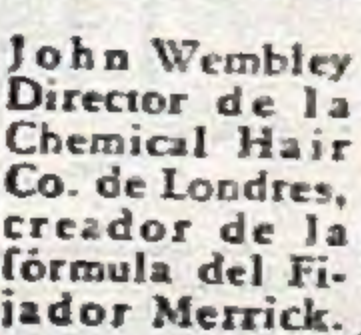 John Wembley
Director de la
Chemical Hair
Co. de Londres,
creador de la
fórmula del Fi-
jador Merrick.